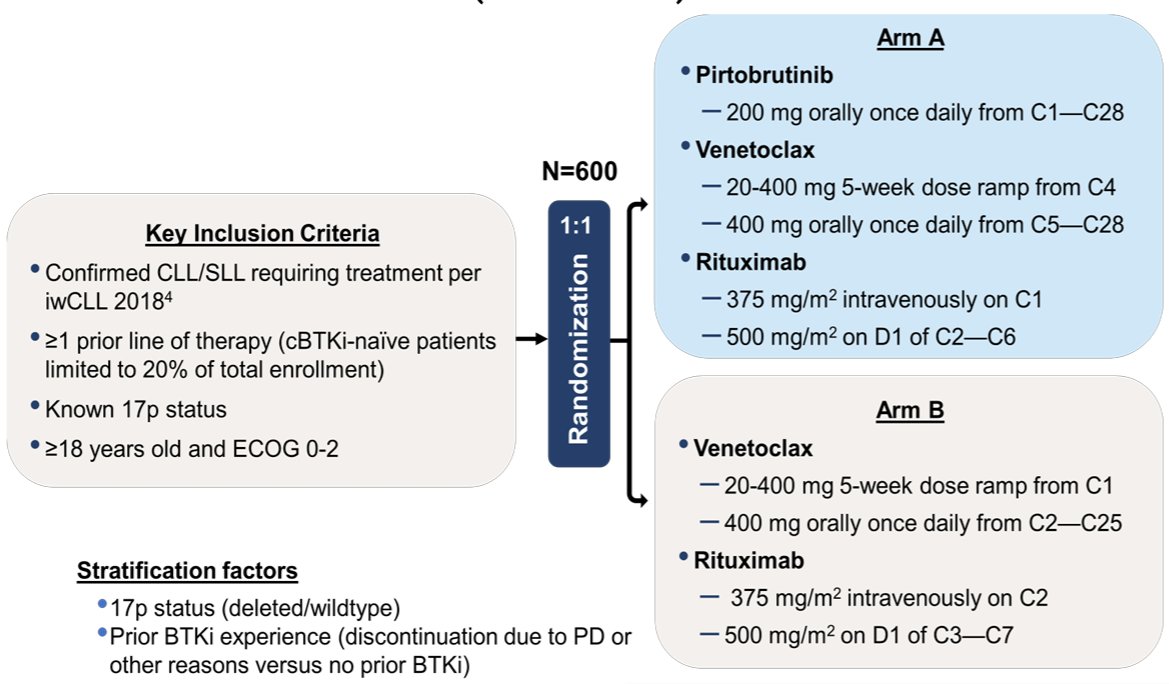 Key Inclusion Criteria
• Confirmed CLL/SLL requiring treatment per
iwCLL 2018⁴
• ≥1 prior line of therapy (cBTKi-naïve patients
limited to 20% of total enrollment)
• Known 17p status
• ≥18 years old and ECOG 0-2
Stratification factors
• 17p status (deleted/wildtype)
• Prior BTKi experience (discontinuation due to PD or
other reasons versus no prior BTKi)
N=600
1:1
Randomization
Arm A
• Pirtobrutinib
— 200 mg orally once daily from C1—C28
• Venetoclax
— 20-400 mg 5-week dose ramp from C4
— 400 mg orally once daily from C5—C28
• Rituximab
— 375 mg/m² intravenously on C1
— 500 mg/m² on D1 of C2—C6
Arm B
• Venetoclax
— 20-400 mg 5-week dose ramp from C1
— 400 mg orally once daily from C2—C25
• Rituximab
— 375 mg/m² intravenously on C2
— 500 mg/m² on D1 of C3—C7